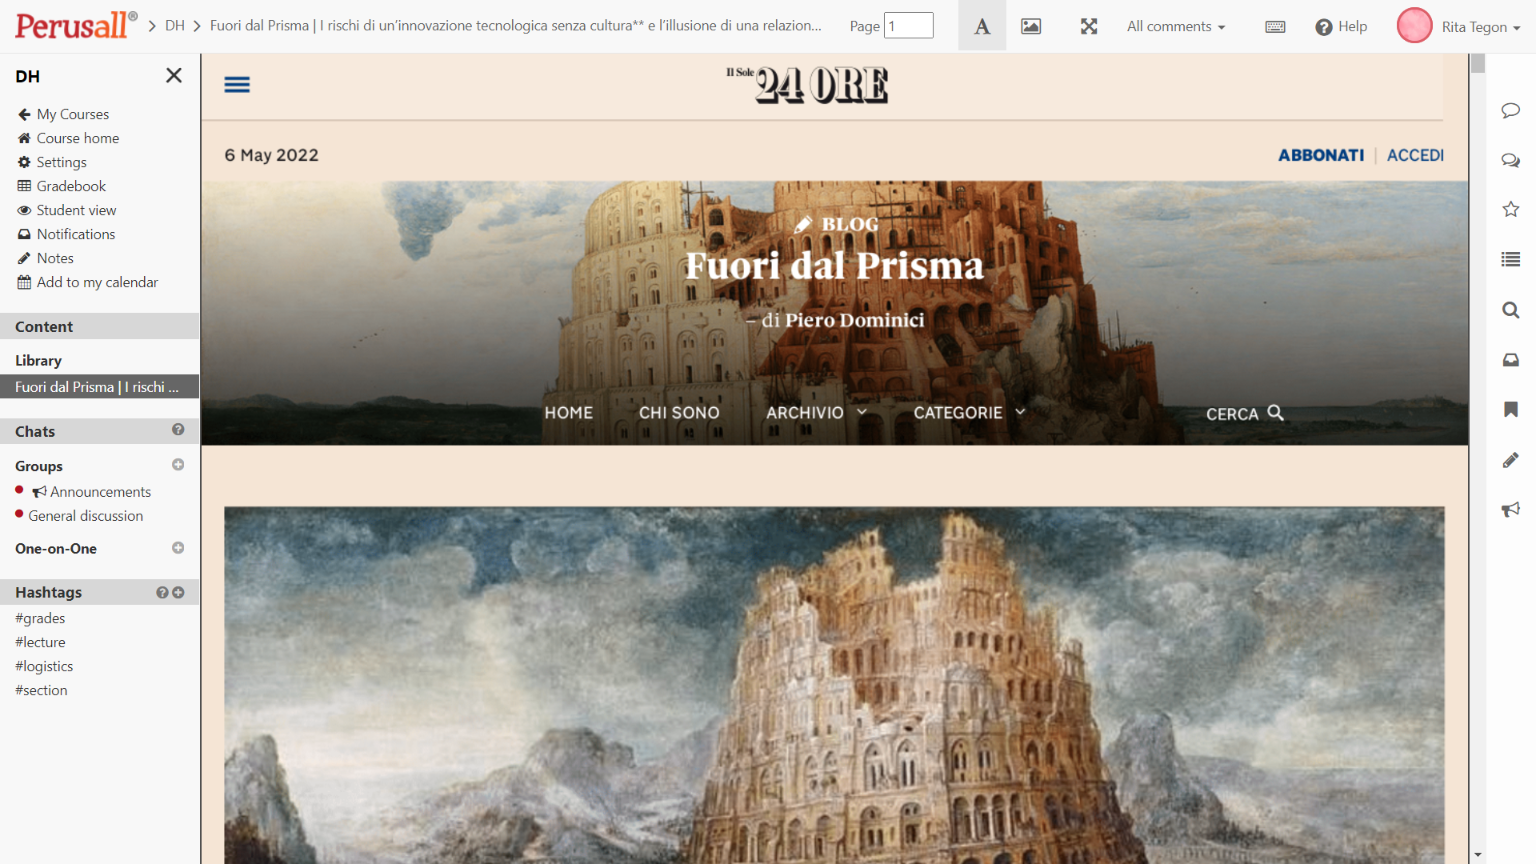 Perusall®
DH
Fuori dal Prisma | I rischi di un’innovazione tecnologica senza cultura** e l’illusione di una relazion...
Page 1
A
All comments
Help
Rita Tegon
DH
My Courses
Course home
Settings
Gradebook
Student view
Notifications
Notes
Add to my calendar
Content
Library
Fuori dal Prisma | I rischi ...
Chats
Groups
Announcements
General discussion
One-on-One
Hashtags
#grades
#lecture
#logistics
#section
Il Sole 24 ORE
6 May 2022
ABBONATI | ACCEDI
BLOG
Fuori dal Prisma
– di Piero Dominici
HOME CHI SONO ARCHIVIO CATEGORIE CERCA